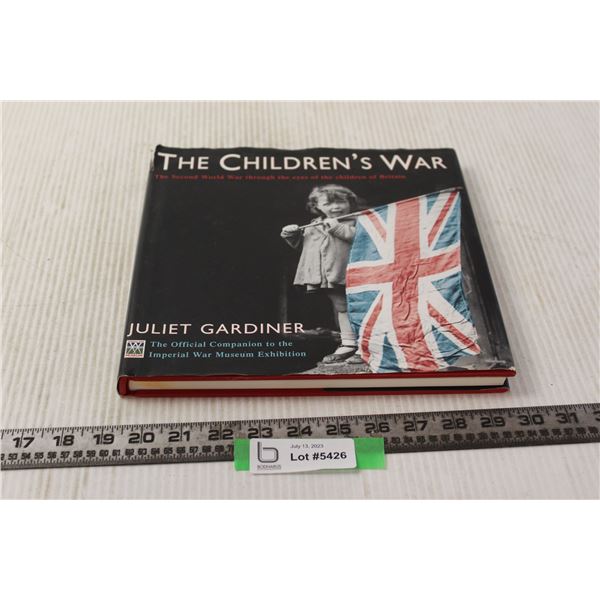 THE CHILDREN'S WAR
The Second World War through the eyes of the children of Britain
JULIET GARDINER
The Official Companion to the
Imperial War Museum Exhibition
17 18 19 20 21 22 23 24 25 26 27 28 29 30 31
July 13, 2023
Lot #5426
b
BODNARUS